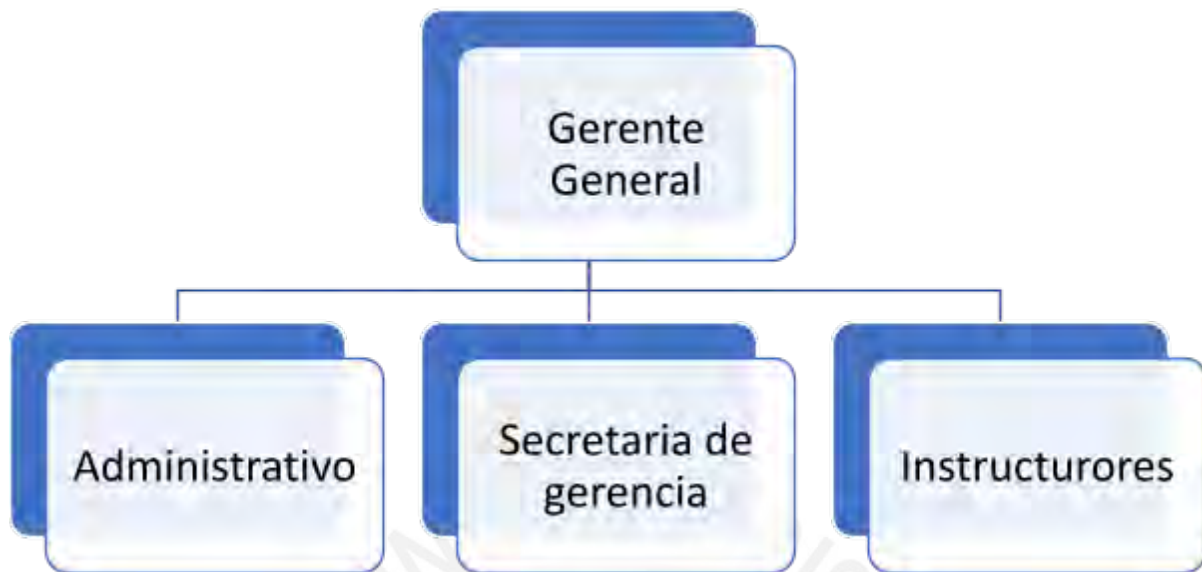 Gerente
General
Administrativo
Secretaria de
gerencia
Instructurores